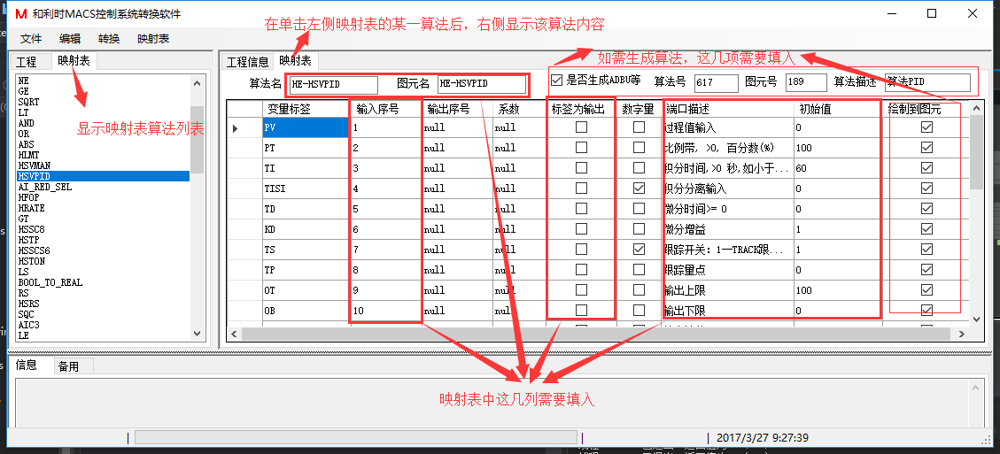 和利时MACS控制系统转换软件
文件 编辑 转换 映射表
在单击左侧映射表的某一算法后，右侧显示该算法内容
如需生成算法，这几项需要填入
工程 映射表
工程信息 映射表
算法名 HE-HSVPID 图元名 HE-HSVPID 是否生成ADBU等 算法号 617 图元号 189 算法描述 算法PID
显示映射表算法列表
NE
GE
SQRT
LT
AND
OR
ABS
HLMT
HSVMAN
HSVPID
AI_RED_SEL
HFOP
HRATE
GT
HSSC8
HSTP
HSSCS6
HSTON
LS
BOOL_TO_REAL
RS
HSRS
SQC
AIC3
LE
变量标签 输入序号 输出序号 系数 标签为输出 数字量 端口描述 初始值 绘制到图元
PV 1 null null 过程值输入 0
PT 2 null null 比例带, >0, 百分数(%) 100
TI 3 null null 积分时间,>0 秒,如小于... 60
TISI 4 null null 积分分离输入 0
TD 5 null null 微分时间>= 0 0
KD 6 null null 微分增益 1
TS 7 null null 跟踪开关：1—TRACK跟... 1
TP 8 null null 跟踪量点 0
OT 9 null null 输出上限 100
OB 10 null null 输出下限 0
信息 备用
映射表中这几列需要填入
2017/3/27 9:27:39